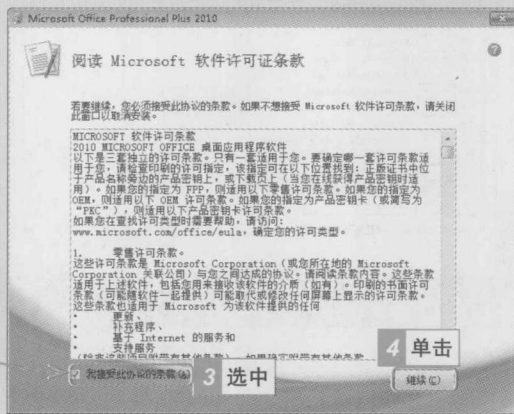 Microsoft Office Professional Plus 2010
阅读 Microsoft 软件许可证条款
若要继续，您必须接受此协议的条款。如果不想接受 Microsoft 软件许可条款，请关闭
此窗口以取消安装。
MICROSOFT 软件许可条款
2010 MICROSOFT OFFICE 桌面应用程序软件
以下是三套独立的许可条款。只有一套适用于您。要确定哪一套许可条款适
用于您，请检查印刷的许可指定，该指定可在以下位置找到：正版证书中位
于产品名称旁边的产品密钥上，或下载页上（当您在线获得产品密钥时适
用）。如果您的指定为 FPP，则适用以下零售许可条款。如果您的指定为
OEM，则适用以下 OEM 许可条款。如果您的指定为产品密钥卡（或简写为
“PKC”），则适用以下产品密钥卡许可条款。
如果您在查找许可类型时需要帮助，请访问：
www.microsoft.com/office/eula，确定您的许可类型。
1. 零售许可条款。
这些许可条款是 Microsoft Corporation（或您所在地的 Microsoft
Corporation 关联公司）与您之间达成的协议。请阅读条款内容。这些条款
适用于上述软件，包括您用来接收该软件的介质（如有）。印刷的书面许可
条款（可能随软件一起提供）可能取代或修改任何屏幕上显示的许可条款。
这些条款也适用于 Microsoft 为该软件提供的任何
• 更新、
• 补充程序、
• 基于 Internet 的服务和
• 支持服务
我接受此协议的条款(A)
3 选中
4 单击
继续(C)